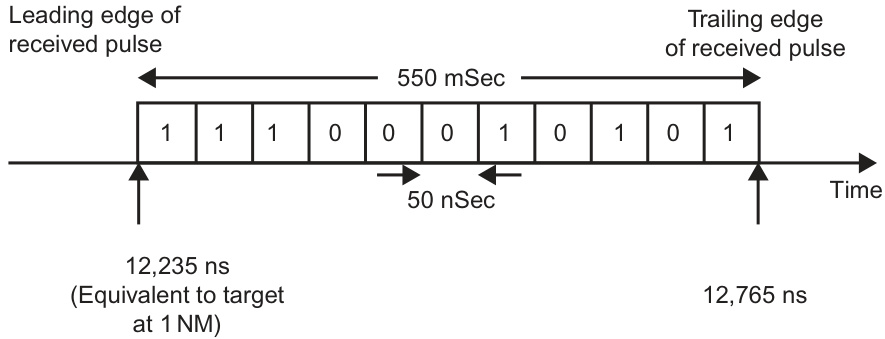 Leading edge of
received pulse
Trailing edge
of received pulse
550 mSec
1 1 1 0 0 0 1 0 1 0 1
50 nSec
Time
12,235 ns
(Equivalent to target
at 1 NM)
12,765 ns